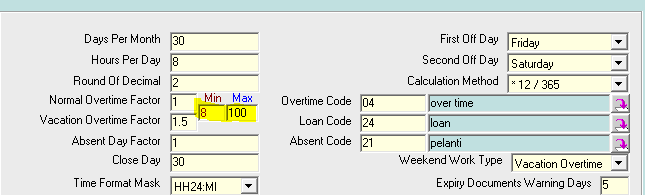 Days Per Month 30 First Off Day Friday
Hours Per Day 8 Second Off Day Saturday
Round Of Decimal 2 Calculation Method * 12 / 365
Normal Overtime Factor 1 Min Max Overtime Code 04 over time
8 100
Vacation Overtime Factor 1.5 Loan Code 24 loan
Absent Day Factor 1 Absent Code 21 pelanti
Close Day 30 Weekend Work Type Vacation Overtime
Time Format Mask HH24:MI Expiry Documents Warning Days 5